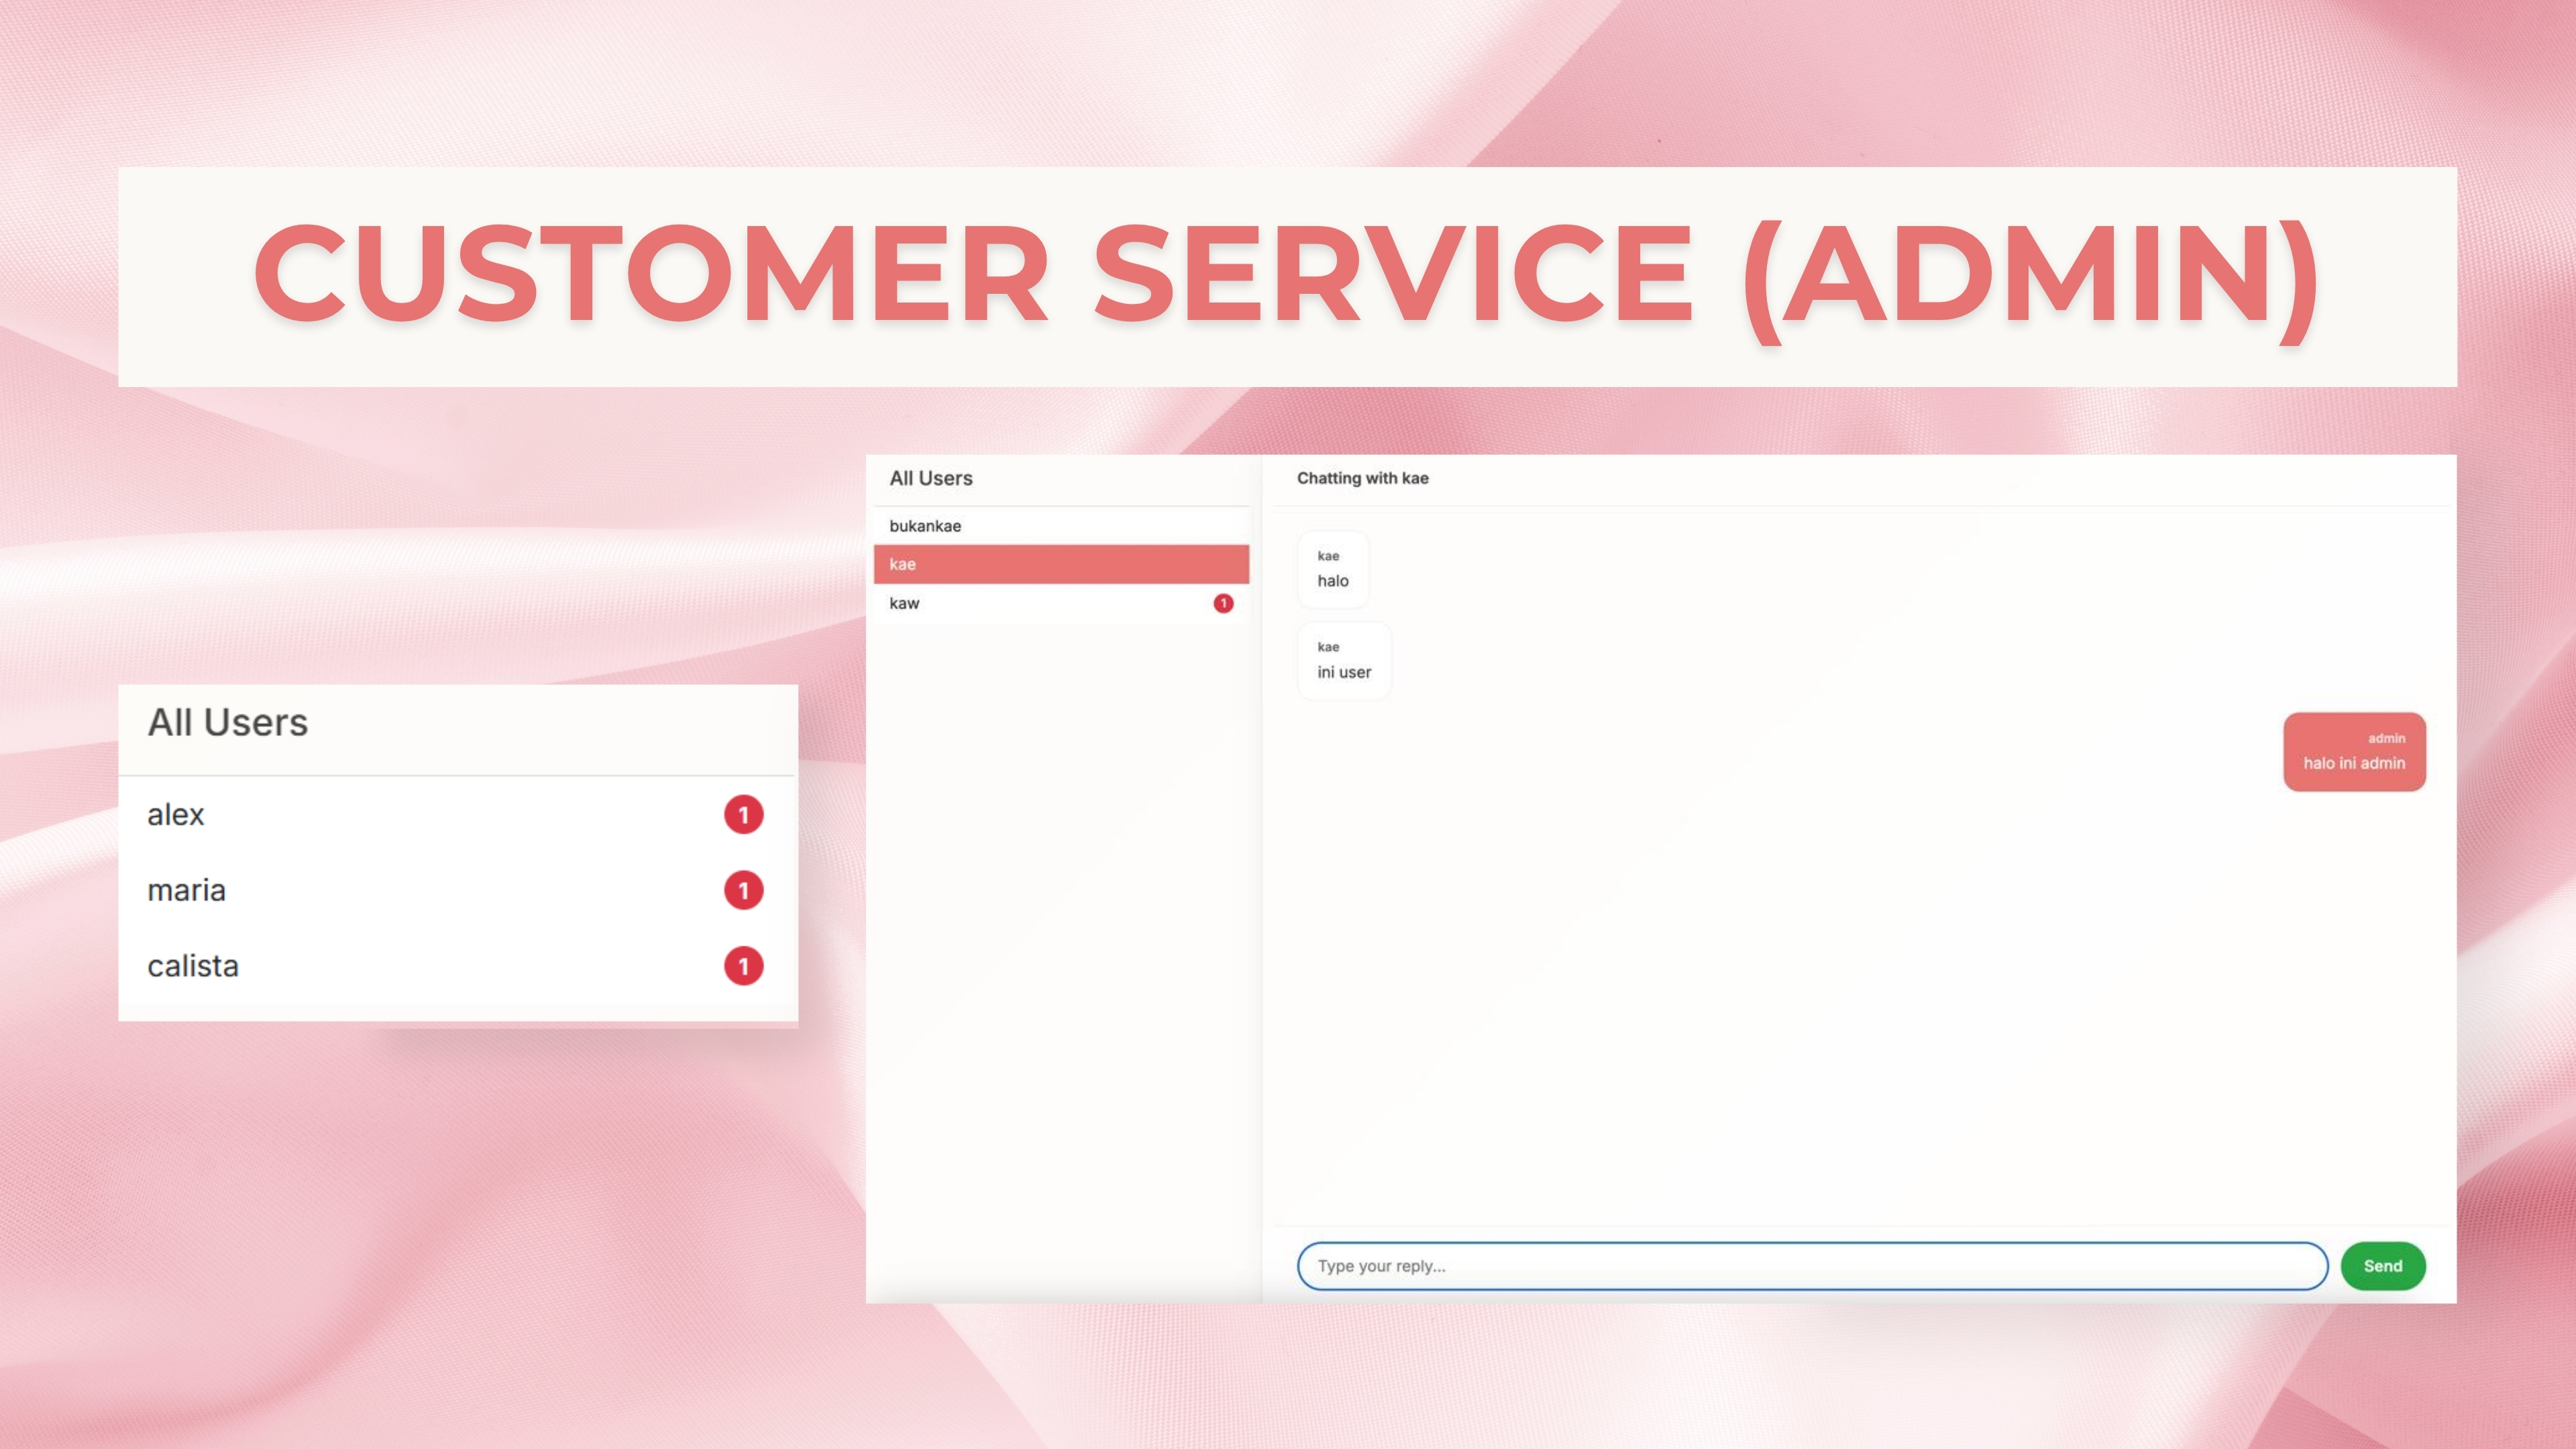 CUSTOMER SERVICE (ADMIN)
All Users
alex 1
maria 1
calista 1
All Users
bukankae
kae
kaw 1
Chatting with kae
kae
halo
kae
ini user
admin
halo ini admin
Type your reply...
Send